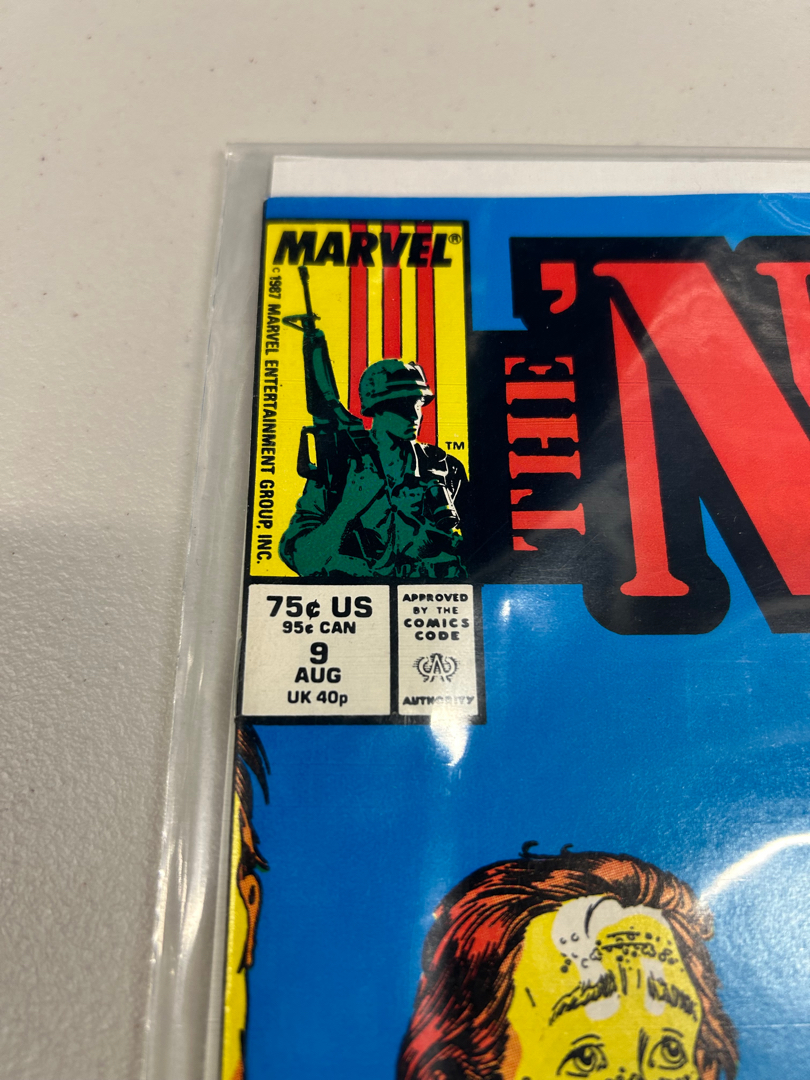 MARVEL®
© 1987 MARVEL ENTERTAINMENT GROUP, INC.
TM
THE 'N
75¢ US
95¢ CAN
9
AUG
UK 40p
APPROVED
BY THE
COMICS
CODE
AUTHORITY